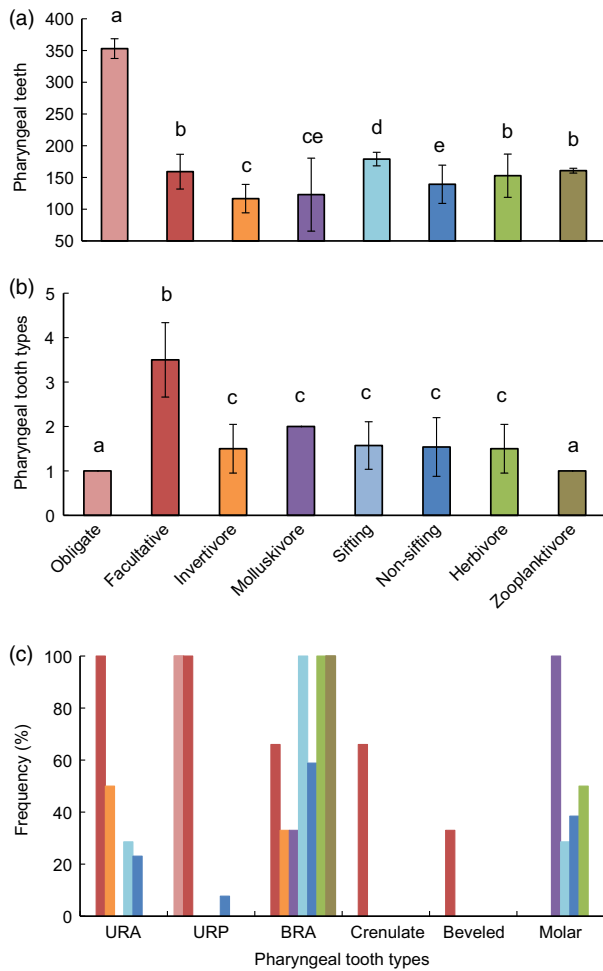 (a)
Pharyngeal teeth
400
350
300
250
200
150
100
50
a
b
c
ce
d
e
b
b
(b)
Pharyngeal tooth types
5
4
3
2
1
0
a
b
c
c
c
c
c
a
Obligate
Facultative
Invertivore
Molluskivore
Sifting
Non-sifting
Herbivore
Zooplanktivore
(c)
Frequency (%)
100
80
60
40
20
0
URA URP BRA Crenulate Beveled Molar
Pharyngeal tooth types